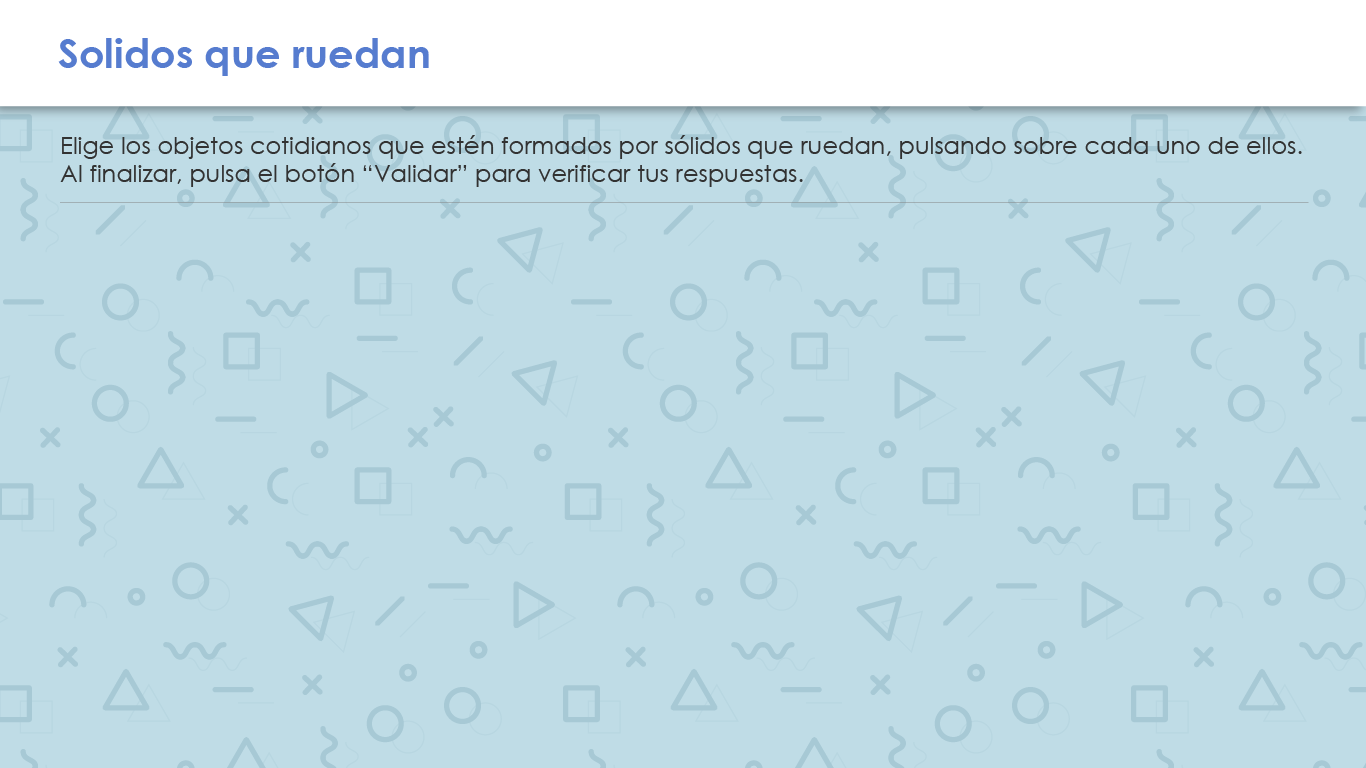 Solidos que ruedan
Elige los objetos cotidianos que estén formados por sólidos que ruedan, pulsando sobre cada uno de ellos.
Al finalizar, pulsa el botón “Validar” para verificar tus respuestas.